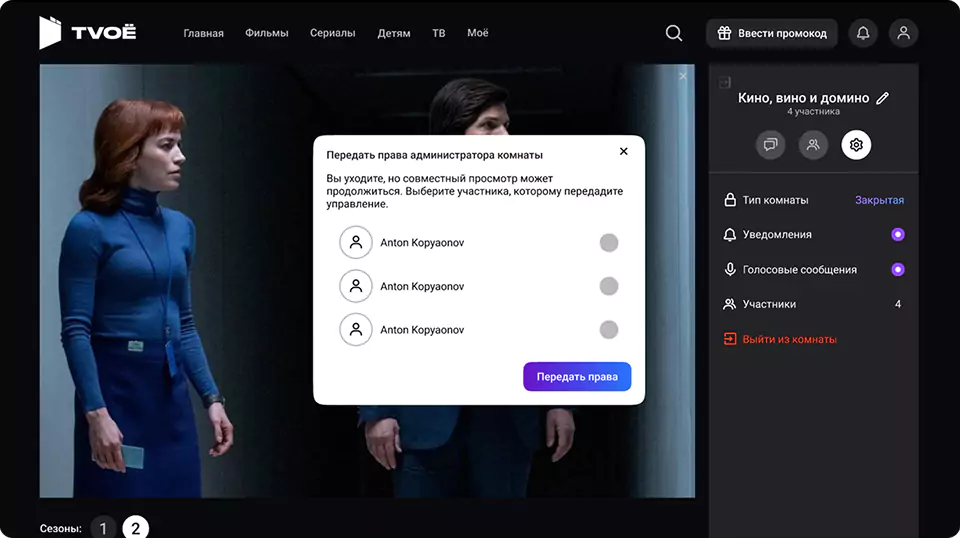 TVOЁ
Главная Фильмы Сериалы Детям ТВ Моё
Ввести промокод
Кино, вино и домино
4 участника
Передать права администратора комнаты
Вы уходите, но совместный просмотр может
продолжиться. Выберите участника, которому передадите
управление.
Anton Kopyaonov
Anton Kopyaonov
Anton Kopyaonov
Передать права
Тип комнаты Закрытая
Уведомления
Голосовые сообщения
Участники 4
Выйти из комнаты
Сезоны: 1 2